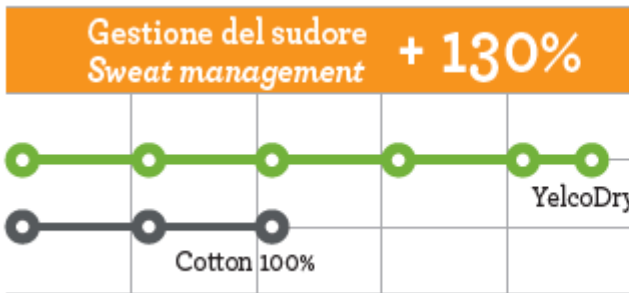 Gestione del sudore
Sweat management
+ 130%
YelcoDry
Cotton 100%